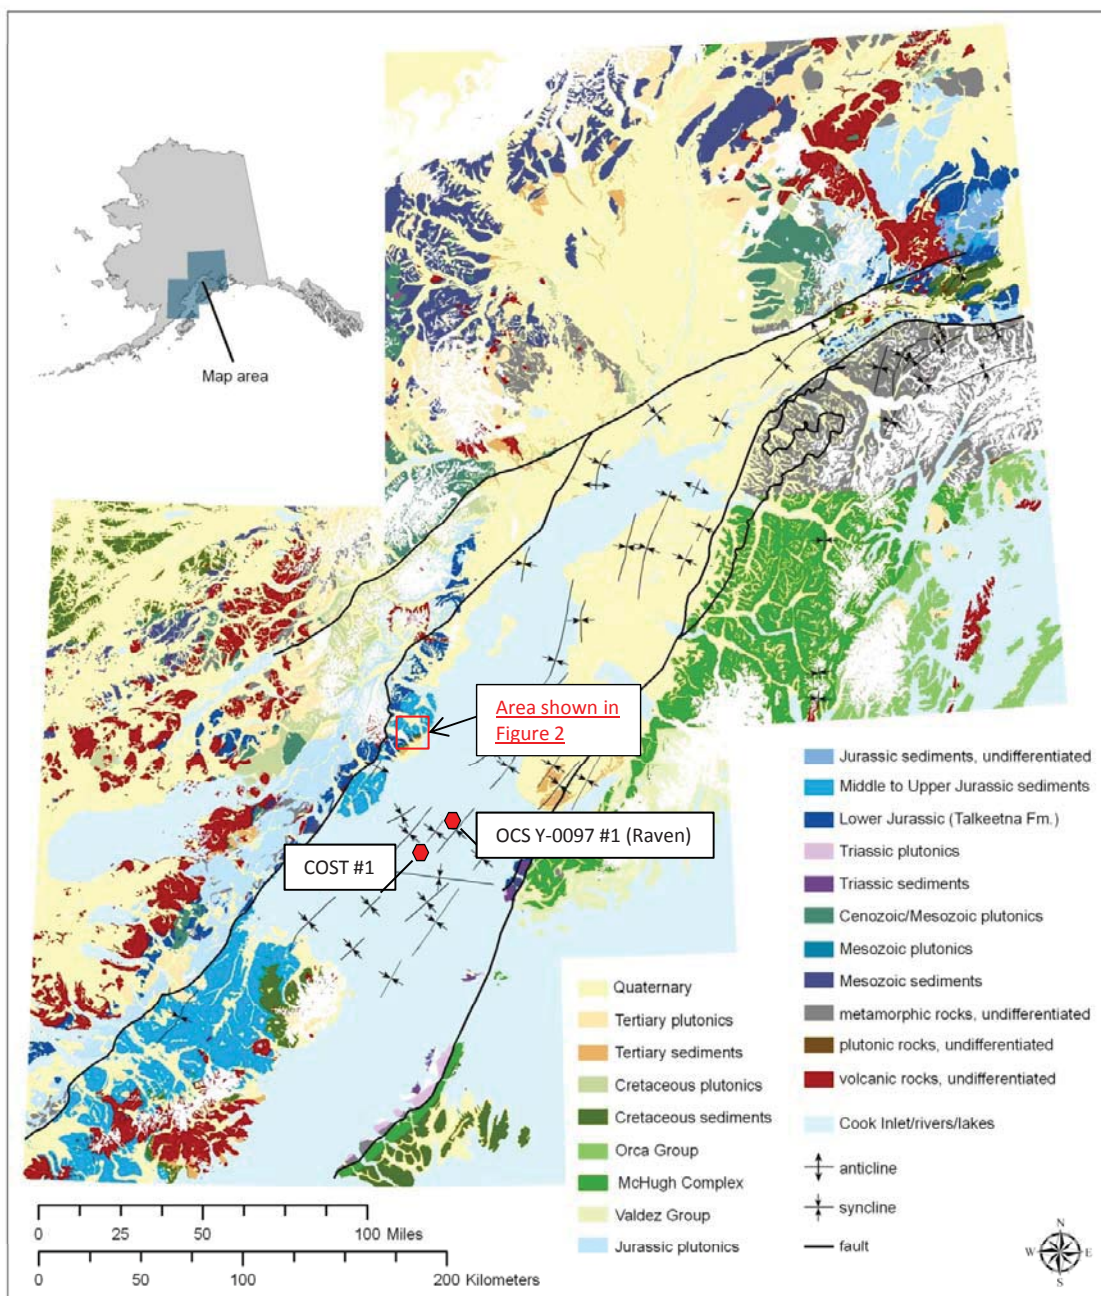 Map area
Area shown in
Figure 2
OCS Y-0097 #1 (Raven)
COST #1
Jurassic sediments, undifferentiated
Middle to Upper Jurassic sediments
Lower Jurassic (Talkeetna Fm.)
Triassic plutonics
Triassic sediments
Cenozoic/Mesozoic plutonics
Mesozoic plutonics
Mesozoic sediments
metamorphic rocks, undifferentiated
plutonic rocks, undifferentiated
volcanic rocks, undifferentiated
Cook Inlet/rivers/lakes
anticline
syncline
fault
Quaternary
Tertiary plutonics
Tertiary sediments
Cretaceous plutonics
Cretaceous sediments
Orca Group
McHugh Complex
Valdez Group
Jurassic plutonics
0 25 50 100 Miles
0 50 100 200 Kilometers
N
W E
S